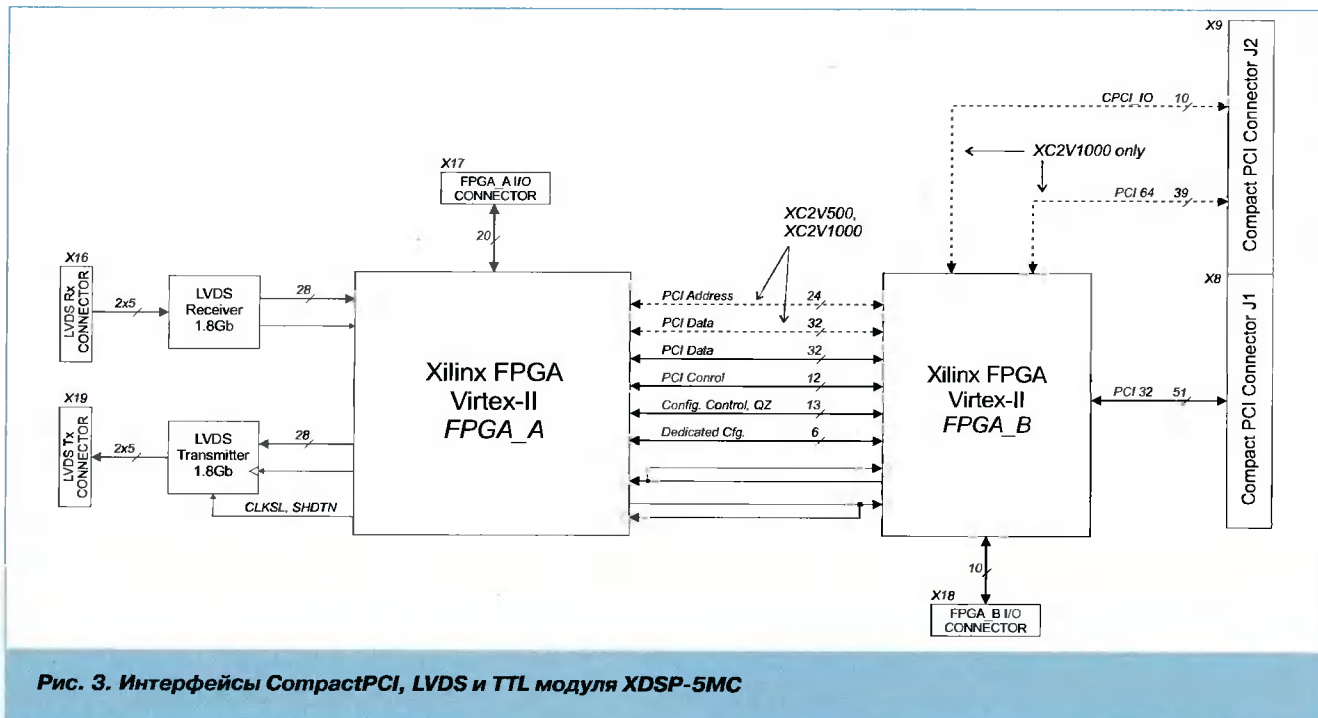 X9
Compact PCI Connector J2
CPCI_IO 10
XC2V1000 only
PCI 64 39
X17
FPGA_A I/O
CONNECTOR
20
XC2V500,
XC2V1000
X16
LVDS Rx
CONNECTOR
2x5
LVDS
Receiver
1.8Gb
28
X8
Compact PCI Connector J1
PCI Address 24
PCI Data 32
PCI Data 32
PCI Conrol 12
Config. Control, QZ 13
Dedicated Cfg. 6
Xilinx FPGA
Virtex-II
FPGA_A
Xilinx FPGA
Virtex-II
FPGA_B
PCI 32 51
X19
LVDS Tx
CONNECTOR
2x5
LVDS
Transmitter
1.8Gb
28
CLKSL, SHDTN
10
X18
FPGA_B I/O
CONNECTOR
Рис. 3. Интерфейсы CompactPCI, LVDS и TTL модуля XDSP-5MC